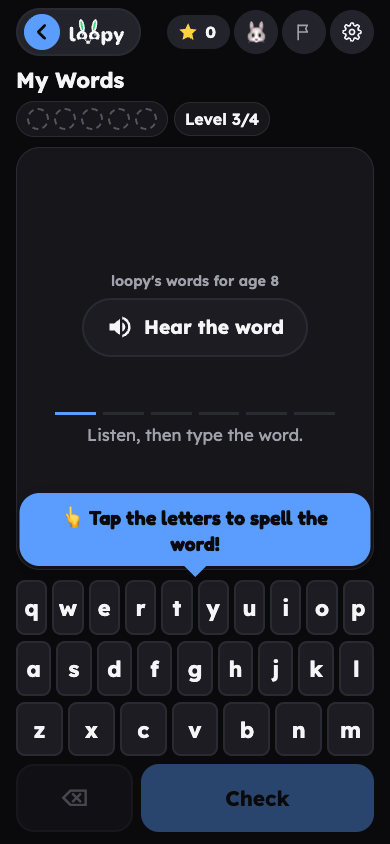 loopy
0
My Words
Level 3/4
loopy's words for age 8
Hear the word
Listen, then type the word.
👆 Tap the letters to spell the
word!
q w e r t y u i o p
a s d f g h j k l
z x c v b n m
Check